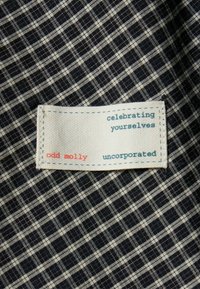 celebrating
yourselves
odd molly uncorporated